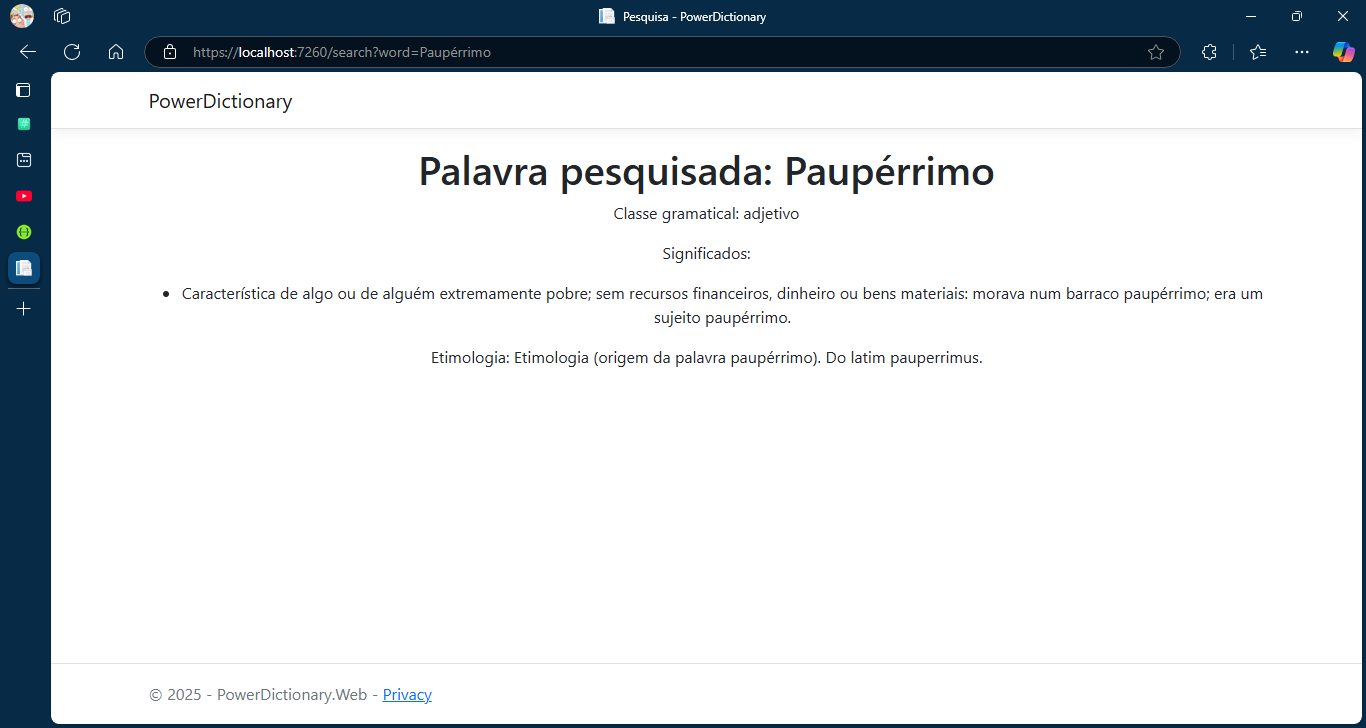 Pesquisa - PowerDictionary
https://localhost:7260/search?word=Paupérrimo
PowerDictionary
Palavra pesquisada: Paupérrimo
Classe gramatical: adjetivo
Significados:
• Característica de algo ou de alguém extremamente pobre; sem recursos financeiros, dinheiro ou bens materiais: morava num barraco paupérrimo; era um
sujeito paupérrimo.
Etimologia: Etimologia (origem da palavra paupérrimo). Do latim pauperrimus.
© 2025 - PowerDictionary.Web - Privacy